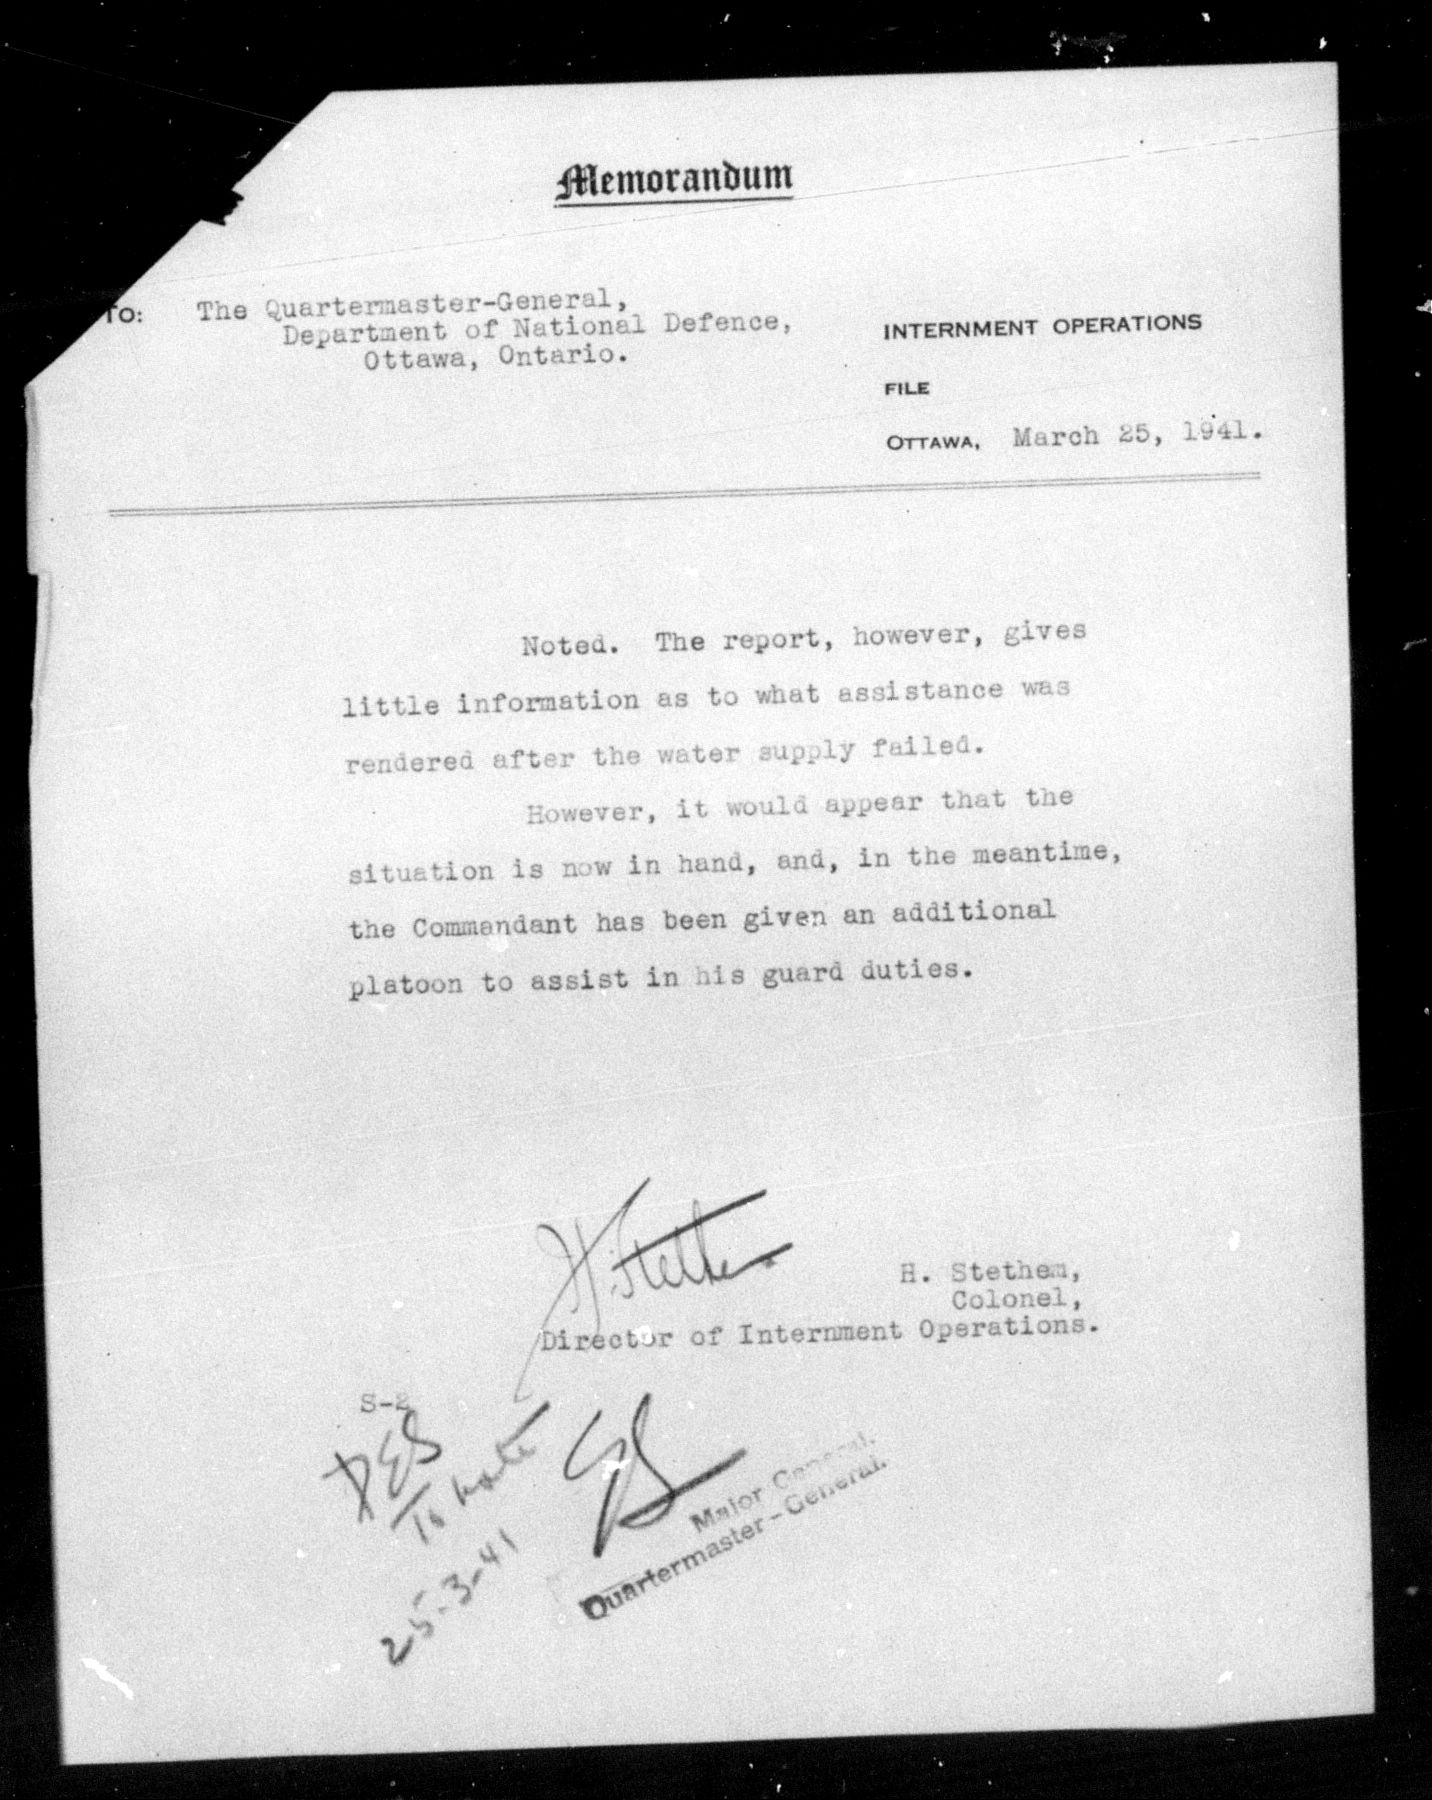 Memorandum
To: The Quartermaster-General,
Department of National Defence,
Ottawa, Ontario.
INTERNMENT OPERATIONS
FILE
OTTAWA, March 25, 1941.
Noted. The report, however, gives
little information as to what assistance was
rendered after the water supply failed.
However, it would appear that the
situation is now in hand, and, in the meantime,
the Commandant has been given an additional
platoon to assist in his guard duties.
H. Stethem
H. Stethem,
Colonel,
Director of Internment Operations.
S-2
DES
To note
25-3-41
Major General.
Quartermaster-General.